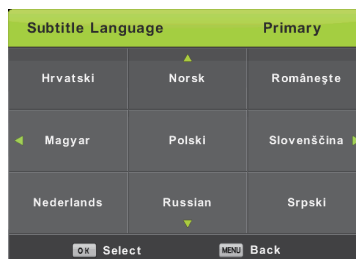 Subtitle Language Primary
Hrvatski Norsk Româneşte
Magyar Polski Slovenščina
Nederlands Russian Srpski
OK Select MENU Back